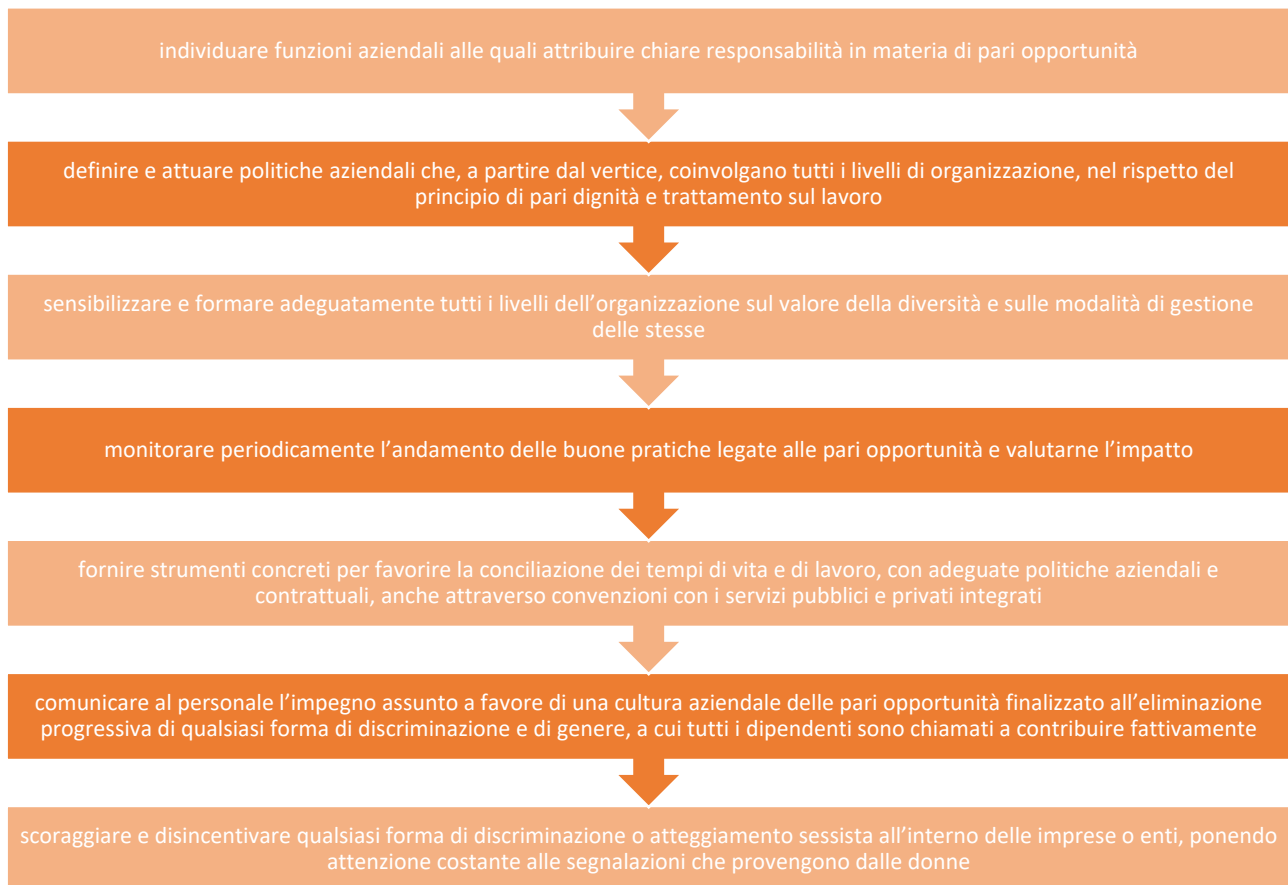 individuare funzioni aziendali alle quali attribuire chiare responsabilità in materia di pari opportunità
definire e attuare politiche aziendali che, a partire dal vertice, coinvolgano tutti i livelli di organizzazione, nel rispetto del
principio di pari dignità e trattamento sul lavoro
sensibilizzare e formare adeguatamente tutti i livelli dell’organizzazione sul valore della diversità e sulle modalità di gestione
delle stesse
monitorare periodicamente l’andamento delle buone pratiche legate alle pari opportunità e valutarne l’impatto
fornire strumenti concreti per favorire la conciliazione dei tempi di vita e di lavoro, con adeguate politiche aziendali e
contrattuali, anche attraverso convenzioni con i servizi pubblici e privati integrati
comunicare al personale l’impegno assunto a favore di una cultura aziendale delle pari opportunità finalizzato all’eliminazione
progressiva di qualsiasi forma di discriminazione e di genere, a cui tutti i dipendenti sono chiamati a contribuire fattivamente
scoraggiare e disincentivare qualsiasi forma di discriminazione o atteggiamento sessista all’interno delle imprese o enti, ponendo
attenzione costante alle segnalazioni che provengono dalle donne